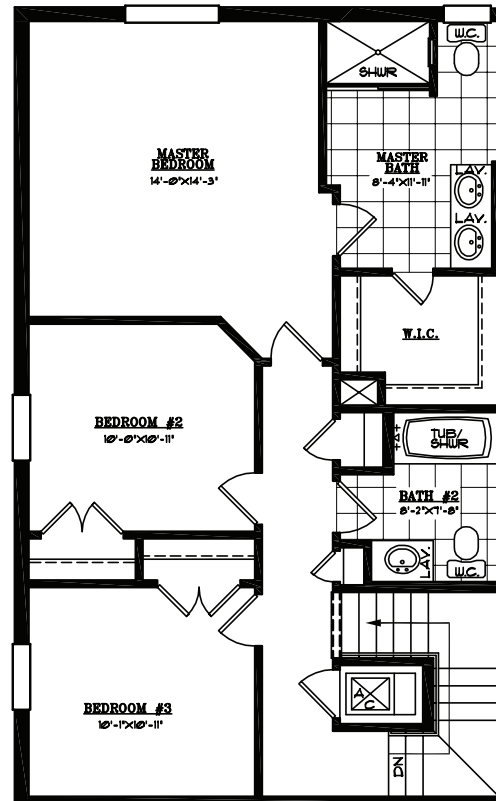 W.C.
SHWR
MASTER
BEDROOM
14'-0"X14'-3"
MASTER
BATH
8'-4"X11'-11"
LAV.
LAV.
W.I.C.
BEDROOM #2
10'-0"X10'-11"
TUB/
SHWR
BATH #2
8'-2"X7'-8"
LAV.
W.C.
BEDROOM #3
10'-1"X10'-11"
A/C
DN